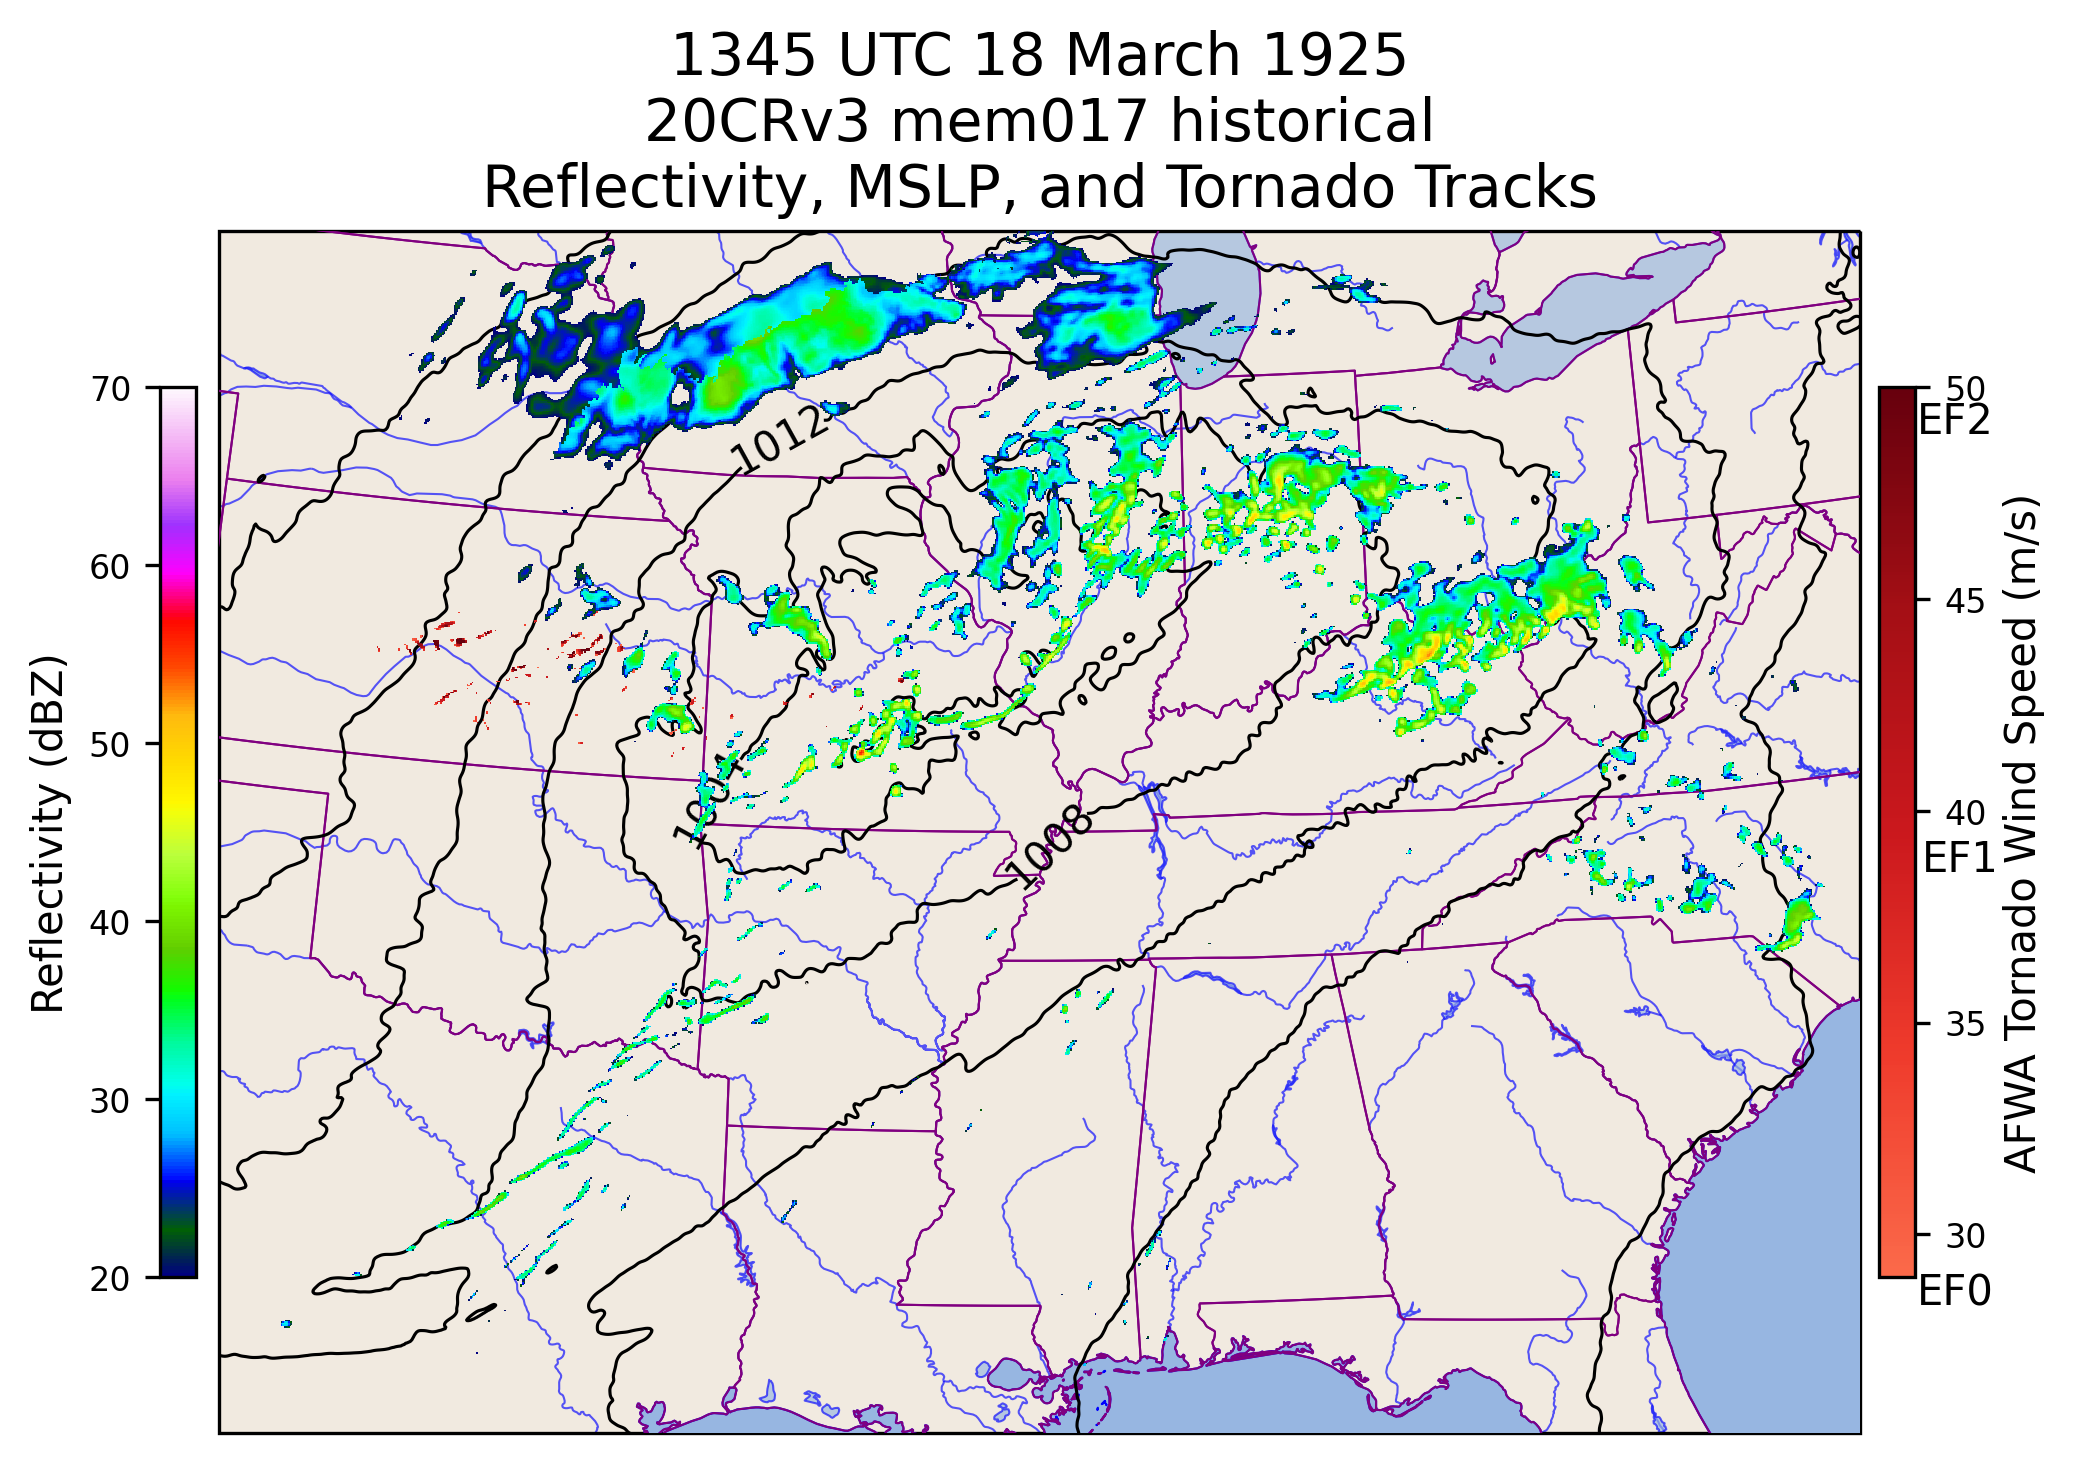 1345 UTC 18 March 1925
20CRv3 mem017 historical
Reflectivity, MSLP, and Tornado Tracks
Reflectivity (dBZ)
70
60
50
40
30
20
1012
1004
1008
50
EF2
45
40
EF1
35
30
EF0
AFWA Tornado Wind Speed (m/s)